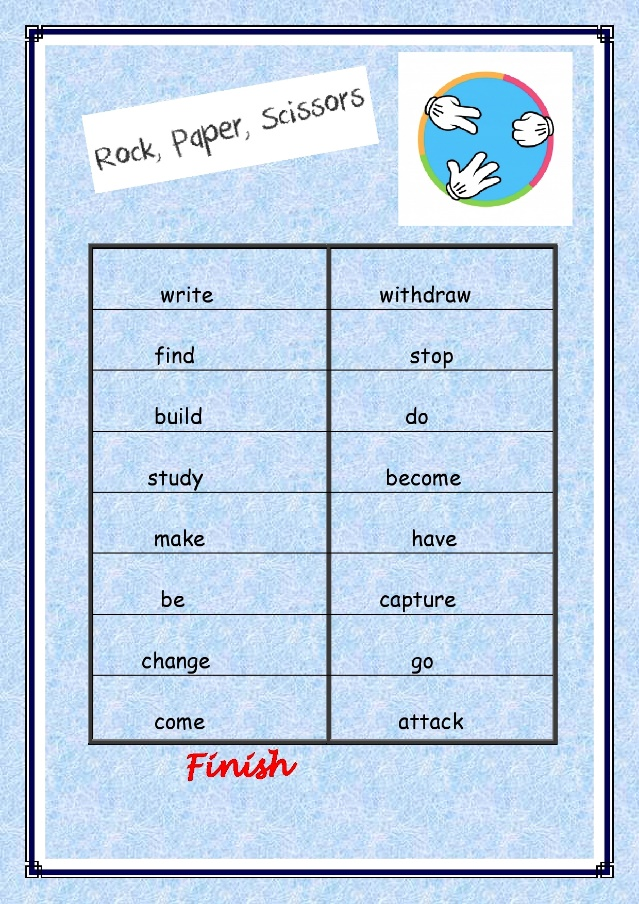 Rock, Paper, Scissors
write withdraw
find stop
build do
study become
make have
be capture
change go
come attack
Finish